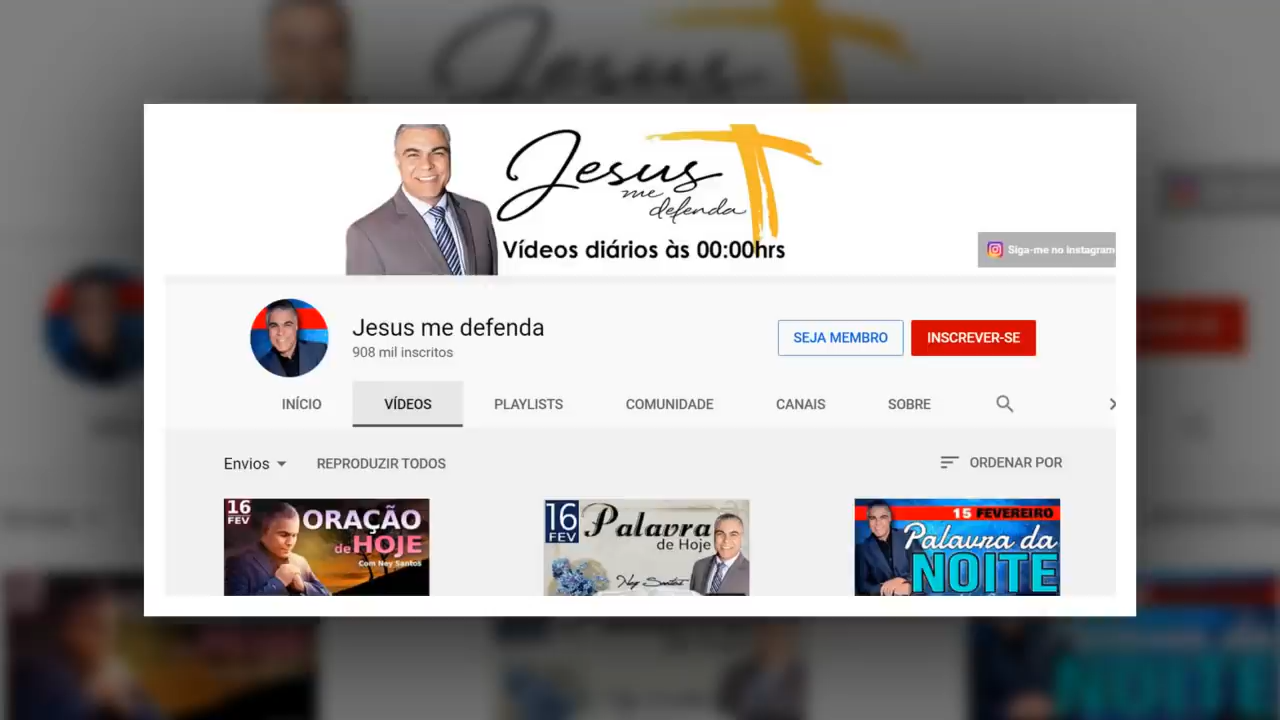 Jesus
me
defenda
Vídeos diários às 00:00hrs
Siga-me no instagram
Jesus me defenda
908 mil inscritos
SEJA MEMBRO
INSCREVER-SE
INÍCIO
VÍDEOS
PLAYLISTS
COMUNIDADE
CANAIS
SOBRE
Envios
REPRODUZIR TODOS
ORDENAR POR
16
FEV
ORAÇÃO
de HOJE
Com Ney Santos
16
FEV
Palavra
de Hoje
Ney Santos
15 FEVEREIRO
Palavra da
NOITE